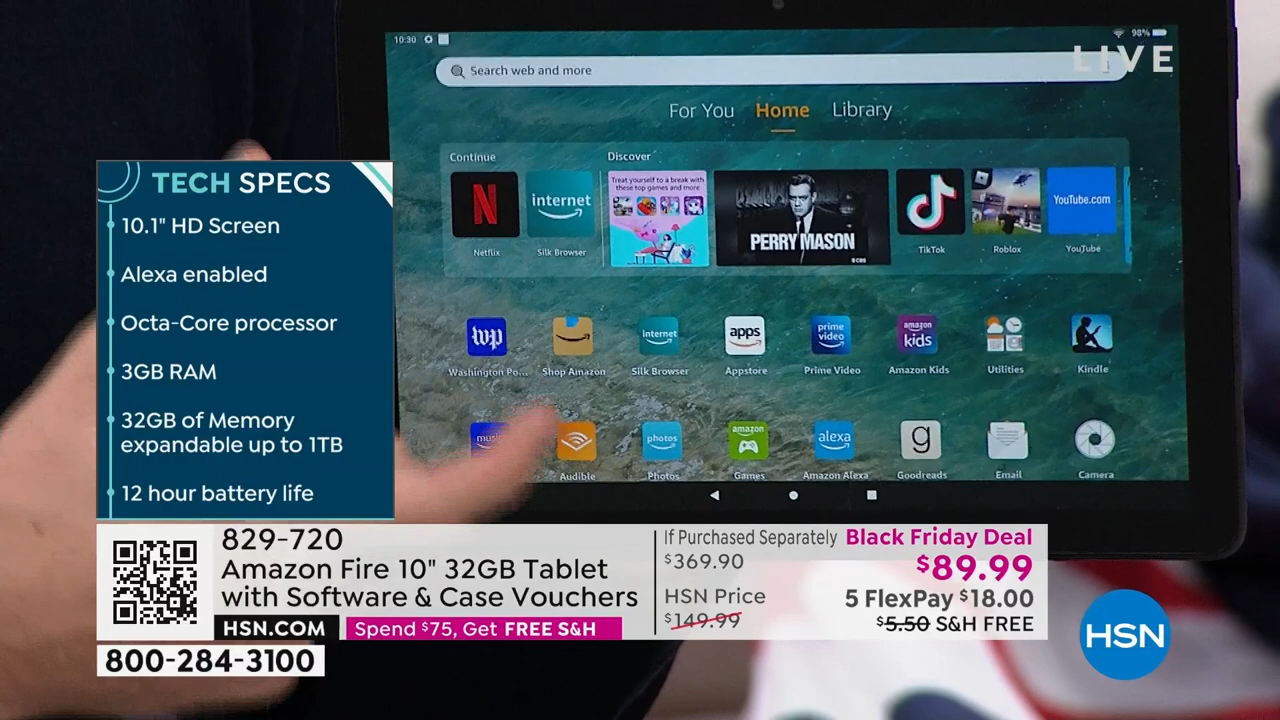 10:30
98%
LIVE
Search web and more
For You Home Library
Continue
Discover
N
internet
Treat yourself to a break with
these top games and more
PERRY MASON
CBS
YouTube.com
Netflix
Silk Browser
TikTok
Roblox
YouTube
wp
internet
apps
prime
video
amazon
kids
Washington Po...
Shop Amazon
Silk Browser
Appstore
Prime Video
Amazon Kids
Utilities
Kindle
music
photos
amazon
alexa
g
Audible
Photos
Games
Amazon Alexa
Goodreads
Email
Camera
TECH SPECS
10.1" HD Screen
Alexa enabled
Octa-Core processor
3GB RAM
32GB of Memory
expandable up to 1TB
12 hour battery life
829-720
Amazon Fire 10" 32GB Tablet
with Software & Case Vouchers
HSN.COM
Spend $75, Get FREE S&H
If Purchased Separately
$369.90
HSN Price
$149.99
Black Friday Deal
$89.99
5 FlexPay $18.00
$5.50 S&H FREE
HSN
800-284-3100